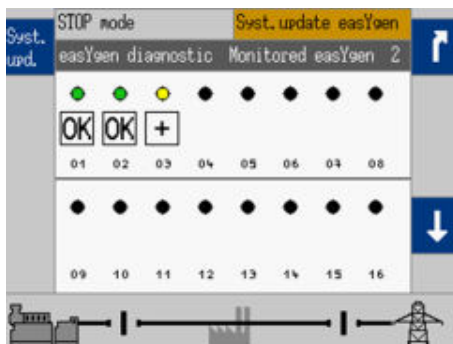 Syst.
upd.
STOP mode
Syst.update easYgen
easYgen diagnostic Monitored easYgen 2
OK OK +
01 02 03 04 05 06 07 08
09 10 11 12 13 14 15 16